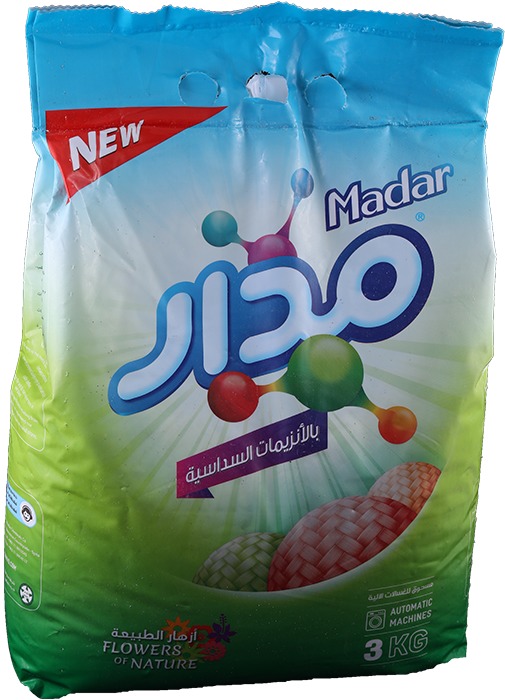 NEW
Madar
®
مدار
بالأنزيمات السداسية
مسحوق للغسالات الآلية
AUTOMATIC
MACHINES
3 KG
أزهار الطبيعة
FLOWERS
OF NATURE